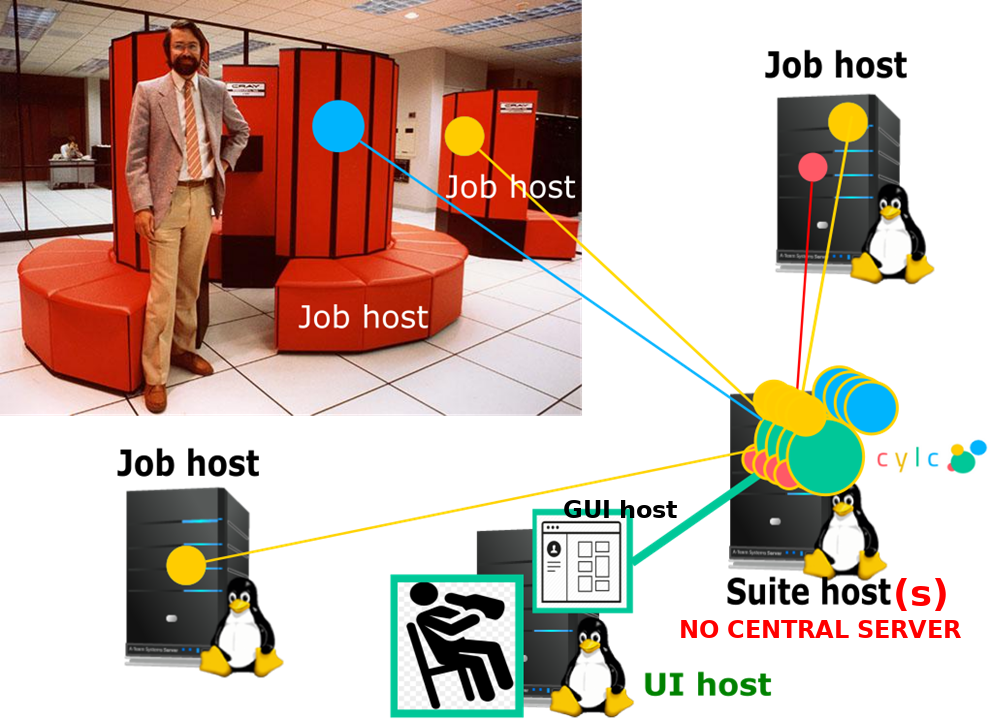 Job host
CRAY
CRAY
Job host
Job host
cylc
Job host
GUI host
Suite host(s)
NO CENTRAL SERVER
UI host